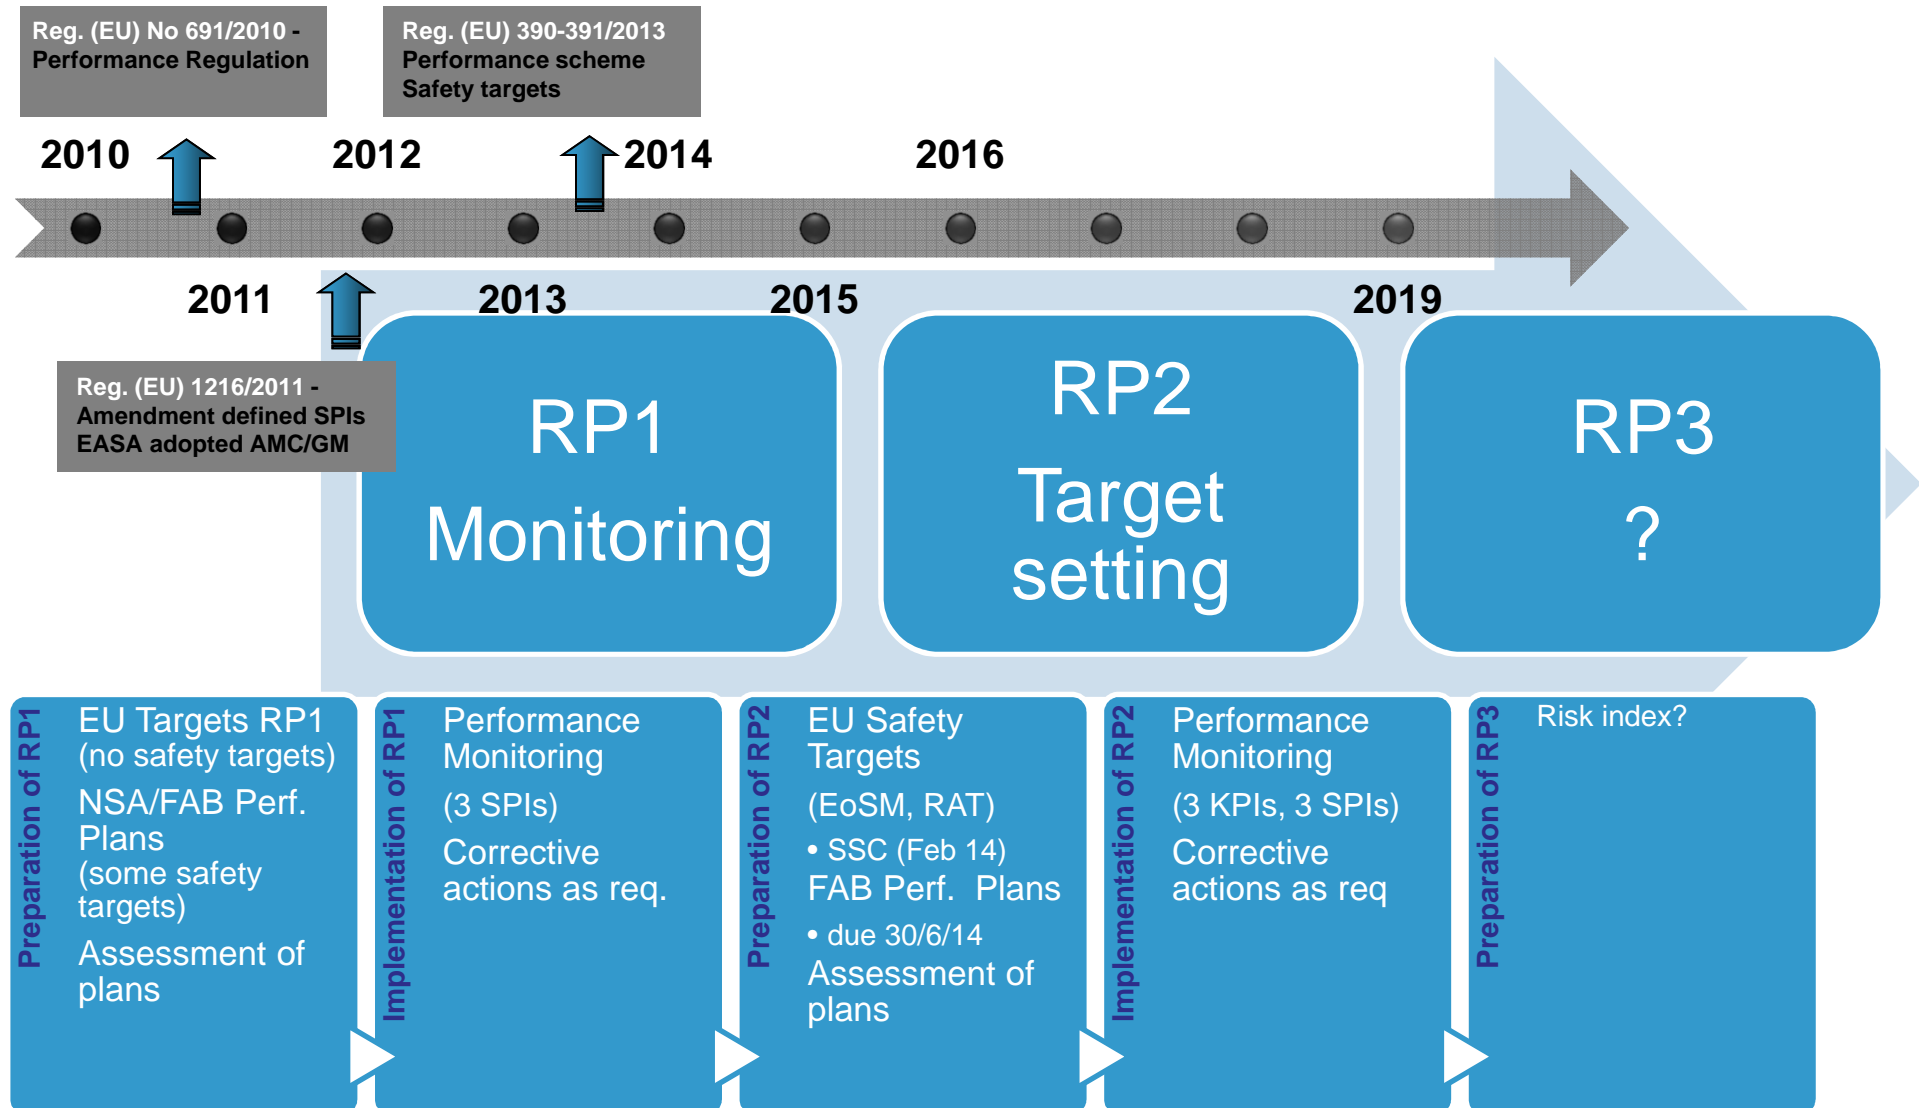 Reg. (EU) No 691/2010 -
Performance Regulation
Reg. (EU) 390-391/2013
Performance scheme
Safety targets
2010
2012
2014
2016
2011
2013
2015
2019
Reg. (EU) 1216/2011 -
Amendment defined SPIs
EASA adopted AMC/GM
RP1
Monitoring
RP2
Target
setting
RP3
?
Preparation of RP1
EU Targets RP1
(no safety targets)
NSA/FAB Perf.
Plans
(some safety
targets)
Assessment of
plans
Implementation of RP1
Performance
Monitoring
(3 SPIs)
Corrective
actions as req.
Preparation of RP2
EU Safety
Targets
(EoSM, RAT)
• SSC (Feb 14)
FAB Perf. Plans
• due 30/6/14
Assessment of
plans
Implementation of RP2
Performance
Monitoring
(3 KPIs, 3 SPIs)
Corrective
actions as req
Preparation of RP3
Risk index?